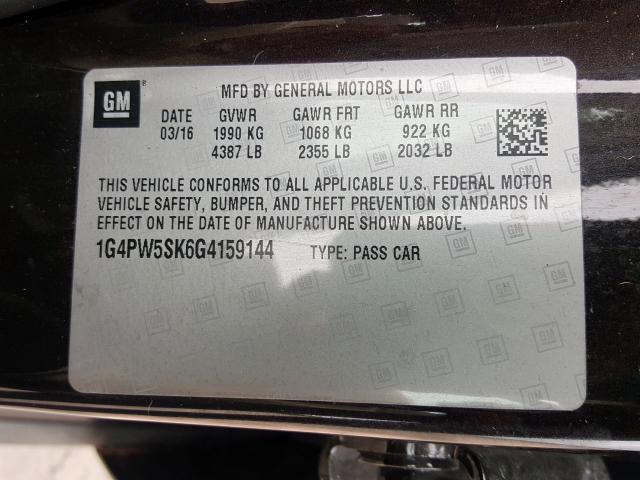 GM
®
MFD BY GENERAL MOTORS LLC
DATE GVWR GAWR FRT GAWR RR
03/16 1990 KG 1068 KG 922 KG
4387 LB 2355 LB 2032 LB
THIS VEHICLE CONFORMS TO ALL APPLICABLE U.S. FEDERAL MOTOR
VEHICLE SAFETY, BUMPER, AND THEFT PREVENTION STANDARDS IN
EFFECT ON THE DATE OF MANUFACTURE SHOWN ABOVE.
1G4PW5SK6G4159144 TYPE: PASS CAR